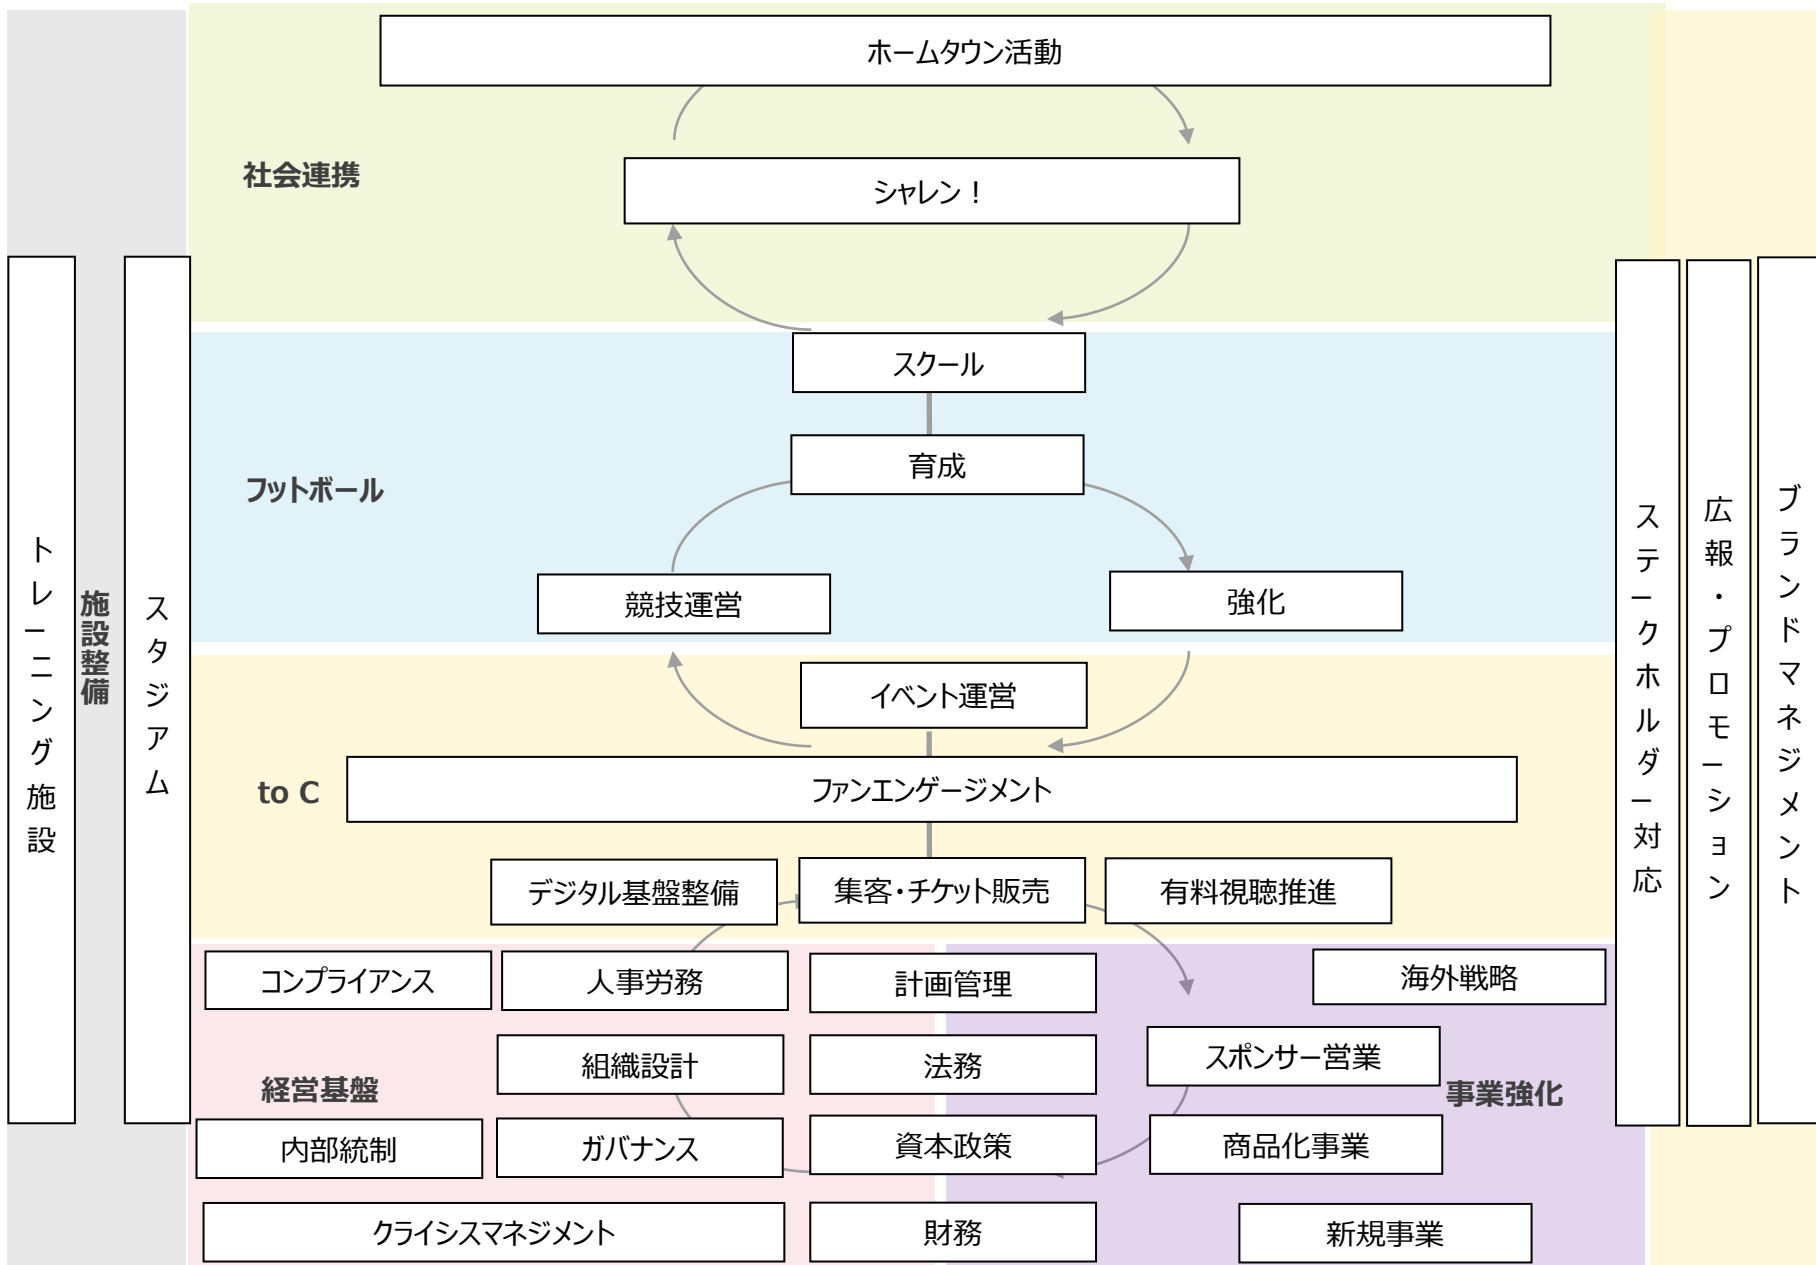 ホームタウン活動
社会連携
シャレン！
スクール
育成
フットボール
競技運営
強化
トレーニング施設
施設整備
スタジアム
ステークホルダー対応
広報・プロモーション
ブランドマネジメント
イベント運営
to C
ファンエンゲージメント
デジタル基盤整備
集客・チケット販売
有料視聴推進
コンプライアンス
人事労務
計画管理
海外戦略
組織設計
法務
スポンサー営業
経営基盤
事業強化
内部統制
ガバナンス
資本政策
商品化事業
クライシスマネジメント
財務
新規事業